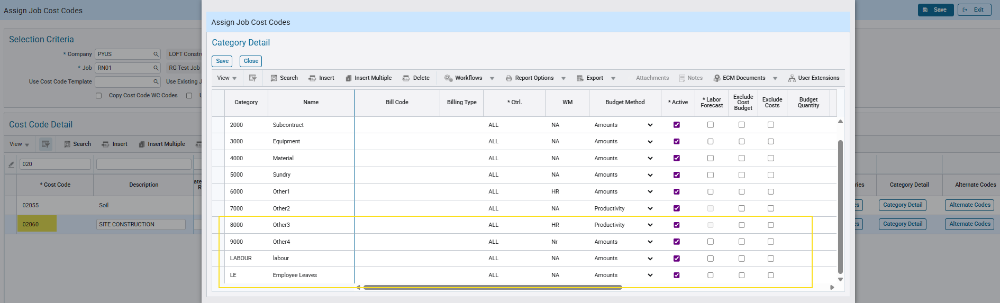 Assign Job Cost Codes
Save Exit
Selection Criteria
* Company PYUS LOFT Constr
* Job RN01 RG Test Job
Use Cost Code Template Use Existing J
Copy Cost Code WC Codes
Cost Code Detail
View Search Insert Insert Multiple
020
* Cost Code Description Category Detail Alternate Codes
02055 Soil Category Detail Alternate Codes
02060 SITE CONSTRUCTION Category Detail Alternate Codes
Assign Job Cost Codes
Category Detail
Save Close
View Search Insert Insert Multiple Delete Workflows Report Options Export Attachments Notes ECM Documents User Extensions
Category Name Bill Code Billing Type * Ctrl. WM Budget Method * Active * Labor Forecast Exclude Cost Budget Exclude Costs Budget Quantity
2000 Subcontract ALL NA Amounts
3000 Equipment ALL NA Amounts
4000 Material ALL NA Amounts
5000 Sundry ALL NA Amounts
6000 Other1 ALL HR Amounts
7000 Other2 ALL NA Productivity
8000 Other3 ALL HR Productivity
9000 Other4 ALL Nr Amounts
LABOUR labour ALL NA Amounts
LE Employee Leaves ALL NA Amounts